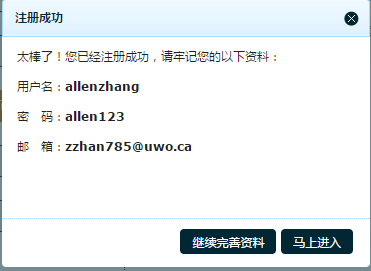 注册成功
太棒了！您已经注册成功，请牢记您的以下资料：
用户名：allenzhang
密　码：allen123
邮　箱：zzhan785@uwo.ca
继续完善资料 马上进入